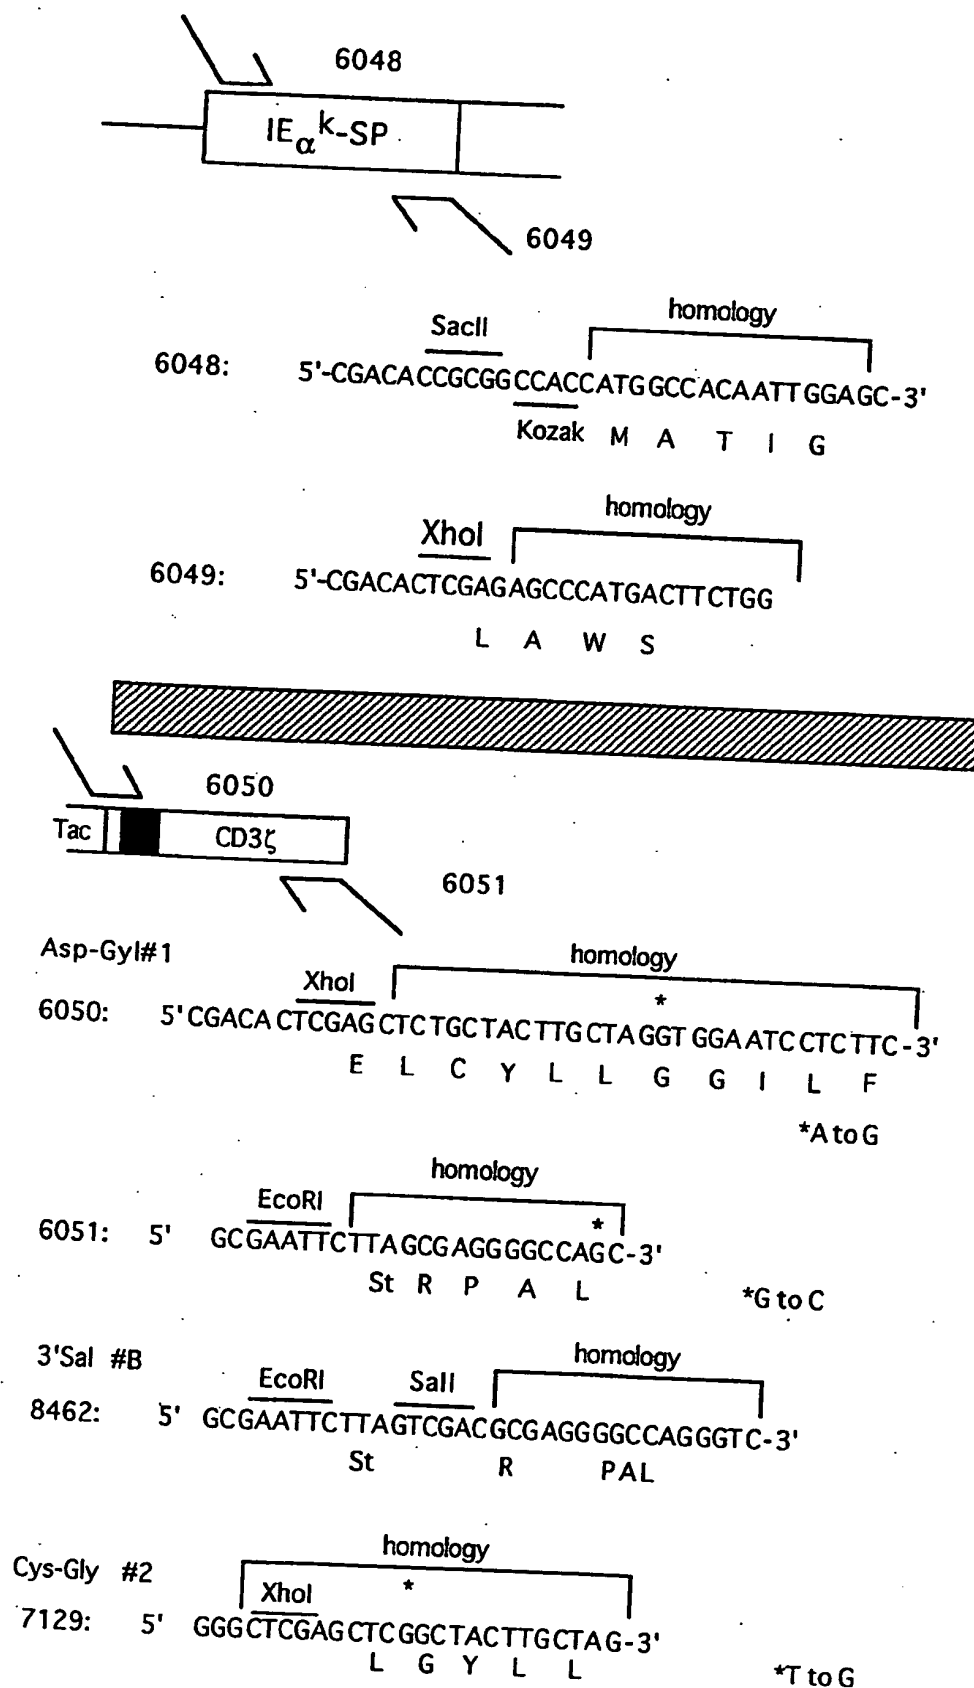 6048
IEαk-SP
6049
homology
SacII
6048: 5'-CGACACCGCGGCCACCATGGCCACAATTGGAGC-3'
Kozak M A T I G
homology
XhoI
6049: 5'-CGACACTCGAGAGCCCATGACTTCTGG
L A W S
6050
Tac CD3ζ
6051
Asp-Gyl#1
homology
XhoI *
6050: 5'CGACACTCGAGCTCTGCTACTTGCTAGGTGGAATCCTCTTC-3'
E L C Y L L G G I L F
*A to G
homology
EcoRI *
6051: 5' GCGAATTCTTAGCGAGGGGCCAGC-3'
St R P A L *G to C
3'Sal #B
homology
EcoRI SalI
8462: 5' GCGAATTCTTAGTCGACGCGAGGGGCCAGGGTC-3'
St R PAL
Cys-Gly #2
homology
XhoI *
7129: 5' GGGCTCGAGCTCGGCTACTTGCTAG-3'
L G Y L L *T to G